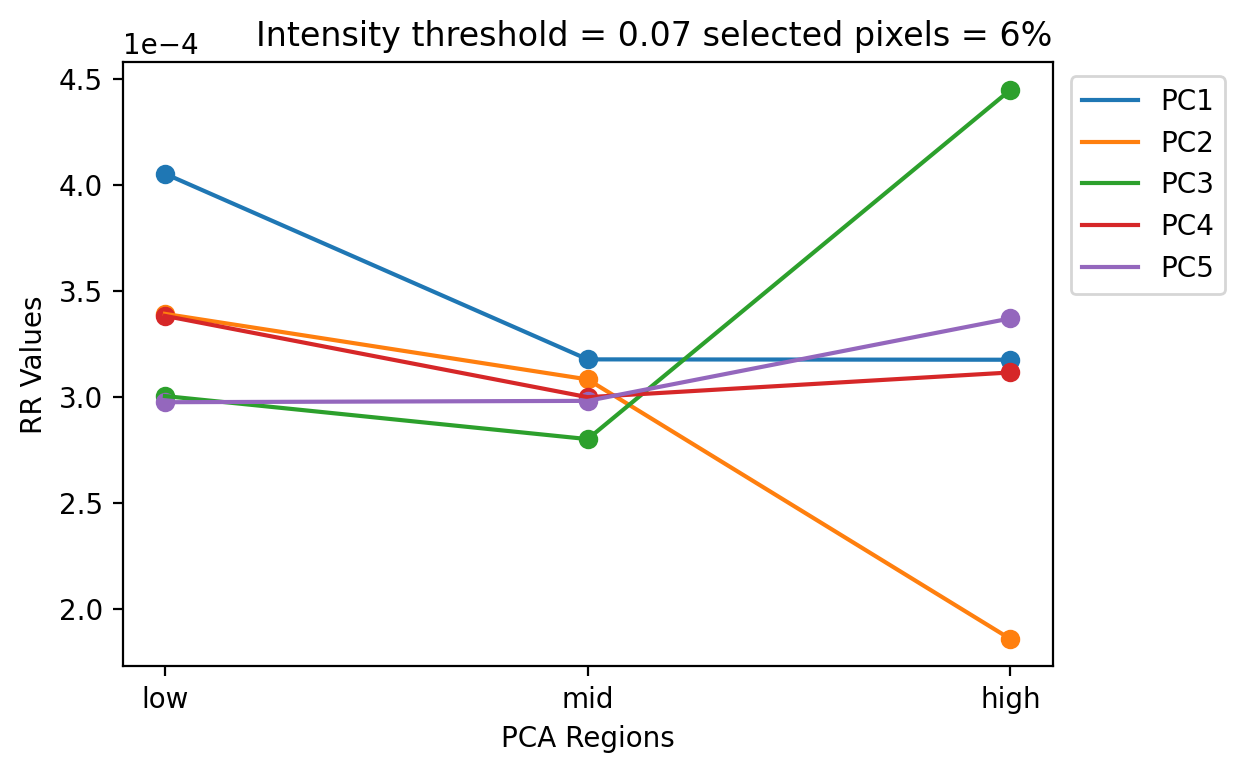 Intensity threshold = 0.07 selected pixels = 6%
1e−4
4.5
4.0
3.5
3.0
2.5
2.0
RR Values
low
mid
high
PCA Regions
PC1
PC2
PC3
PC4
PC5